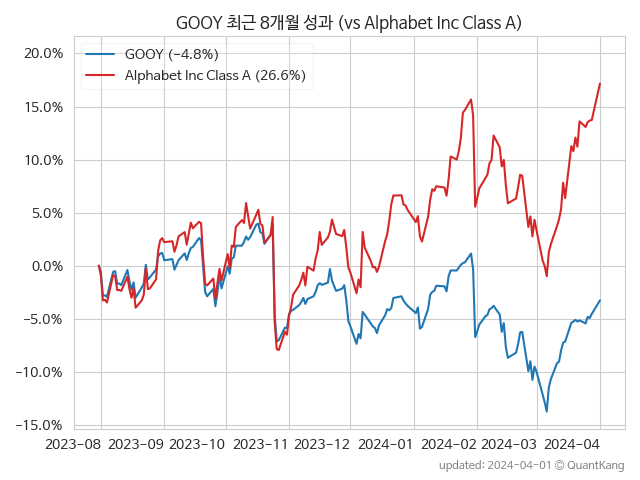 GOOY 최근 8개월 성과 (vs Alphabet Inc Class A)
GOOY (−4.8%)
Alphabet Inc Class A (26.6%)
20.0%
15.0%
10.0%
5.0%
0.0%
−5.0%
−10.0%
−15.0%
2023-08 2023-09 2023-10 2023-11 2023-12 2024-01 2024-02 2024-03 2024-04
updated: 2024-04-01 © QuantKang